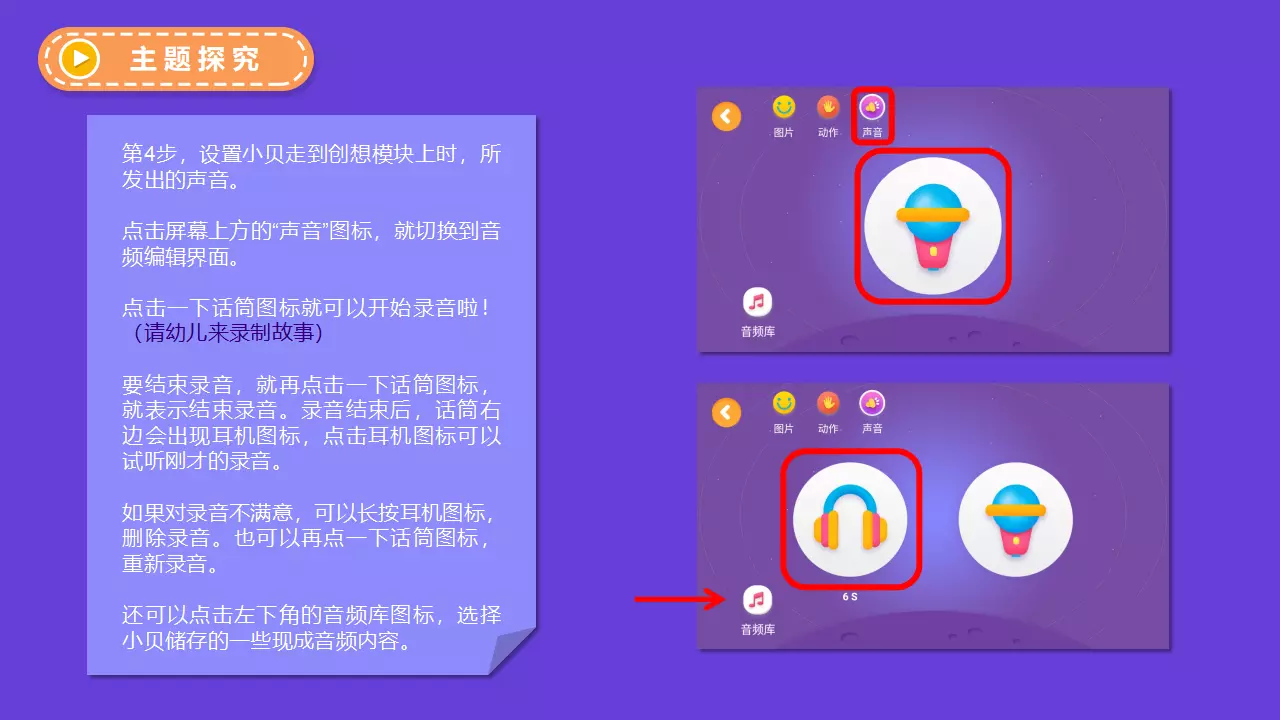 主题探究
第4步，设置小贝走到创想模块上时，所
发出的声音。
点击屏幕上方的“声音”图标，就切换到音
频编辑界面。
点击一下话筒图标就可以开始录音啦！
（请幼儿来录制故事）
要结束录音，就再点击一下话筒图标，
就表示结束录音。录音结束后，话筒右
边会出现耳机图标，点击耳机图标可以
试听刚才的录音。
如果对录音不满意，可以长按耳机图标，
删除录音。也可以再点一下话筒图标，
重新录音。
还可以点击左下角的音频库图标，选择
小贝储存的一些现成音频内容。
图片 动作 声音
音频库
图片 动作 声音
6 S
音频库